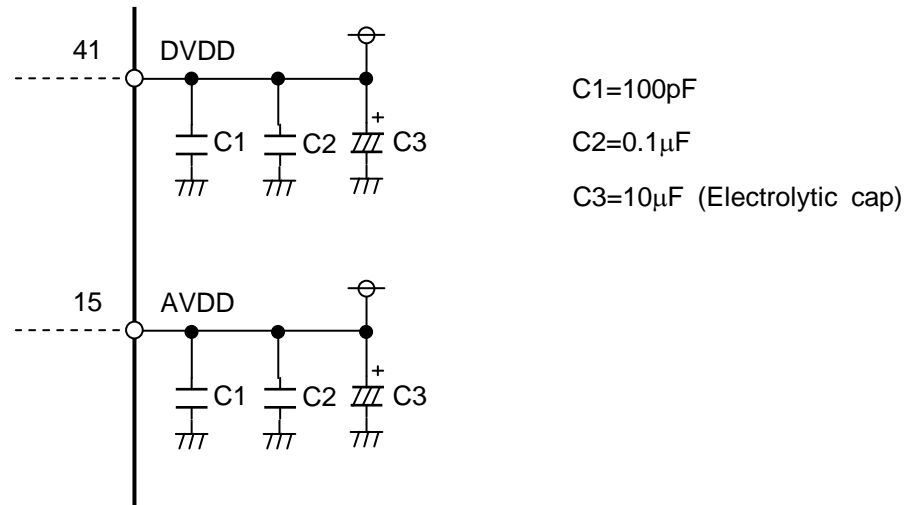 41 DVDD
+
C1 C2 C3
15 AVDD
+
C1 C2 C3
C1=100pF
C2=0.1μF
C3=10μF (Electrolytic cap)